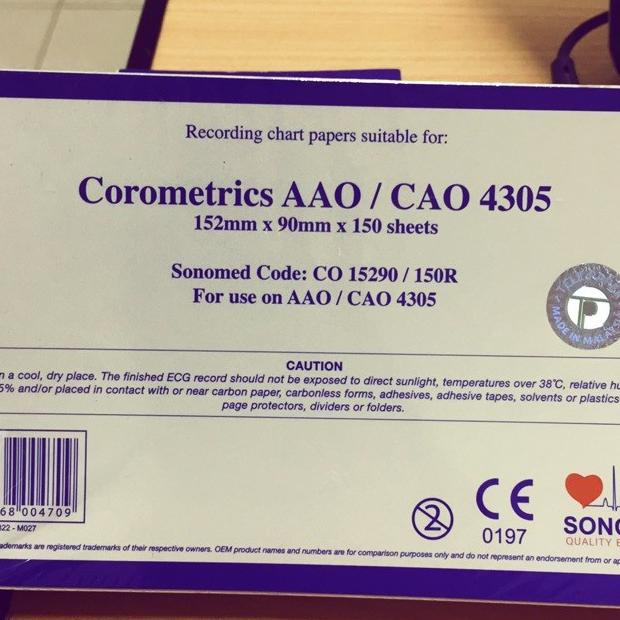 Recording chart papers suitable for:
Corometrics AAO / CAO 4305
152mm x 90mm x 150 sheets
Sonomed Code: CO 15290 / 150R
For use on AAO / CAO 4305
MADE IN MALAYSIA
CAUTION
in a cool, dry place. The finished ECG record should not be exposed to direct sunlight, temperatures over 38°C, relative hu
5% and/or placed in contact with or near carbon paper, carbonless forms, adhesives, adhesive tapes, solvents or plastics
page protectors, dividers or folders.
68 004709
022 - M027
2
CE
0197
SONO
QUALITY E
ademarks are registered trademarks of their respective owners. OEM product names and numbers are for comparison purposes only and do not represent an endorsement from or ap